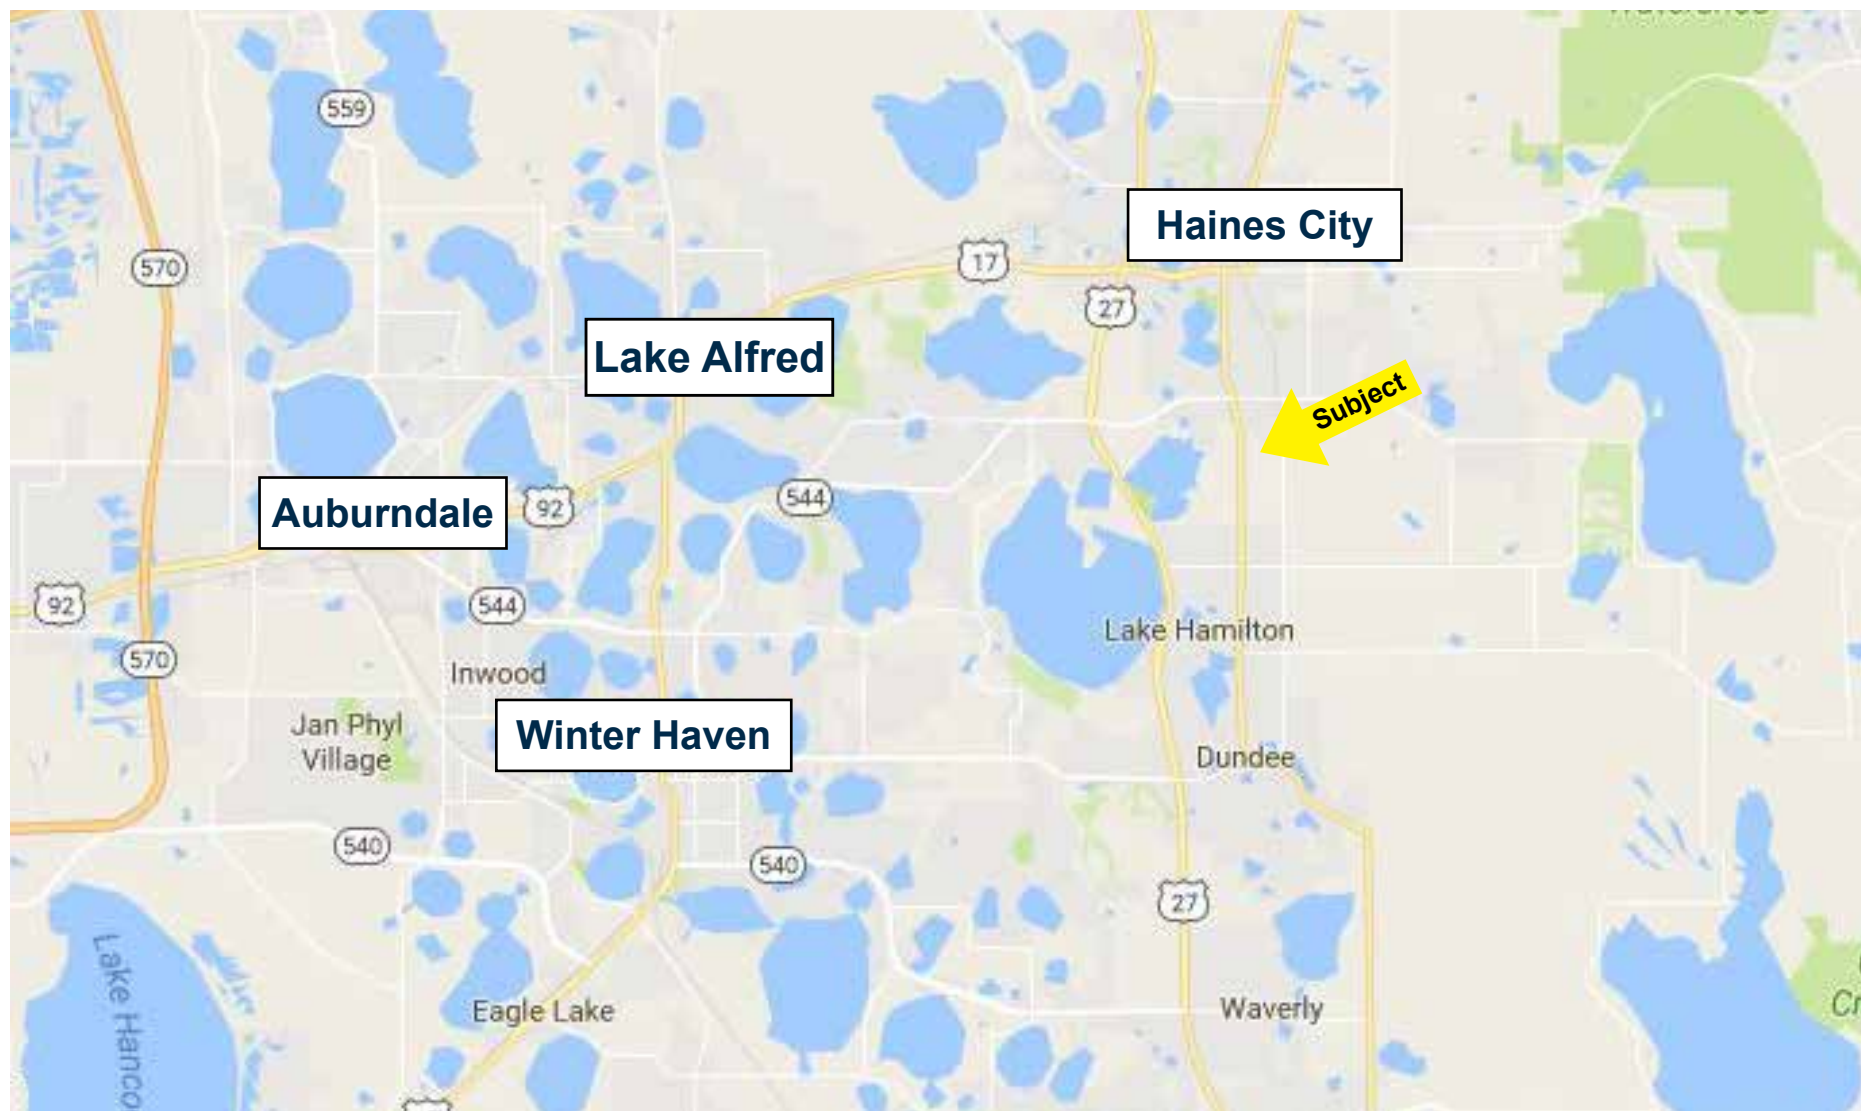 559
Haines City
570
17
27
Lake Alfred
Subject
Auburndale
92
544
92
544
Lake Hamilton
570
Inwood
Winter Haven
Jan Phyl
Village
Dundee
540
540
27
Lake Hanco
Eagle Lake
Waverly
Cr